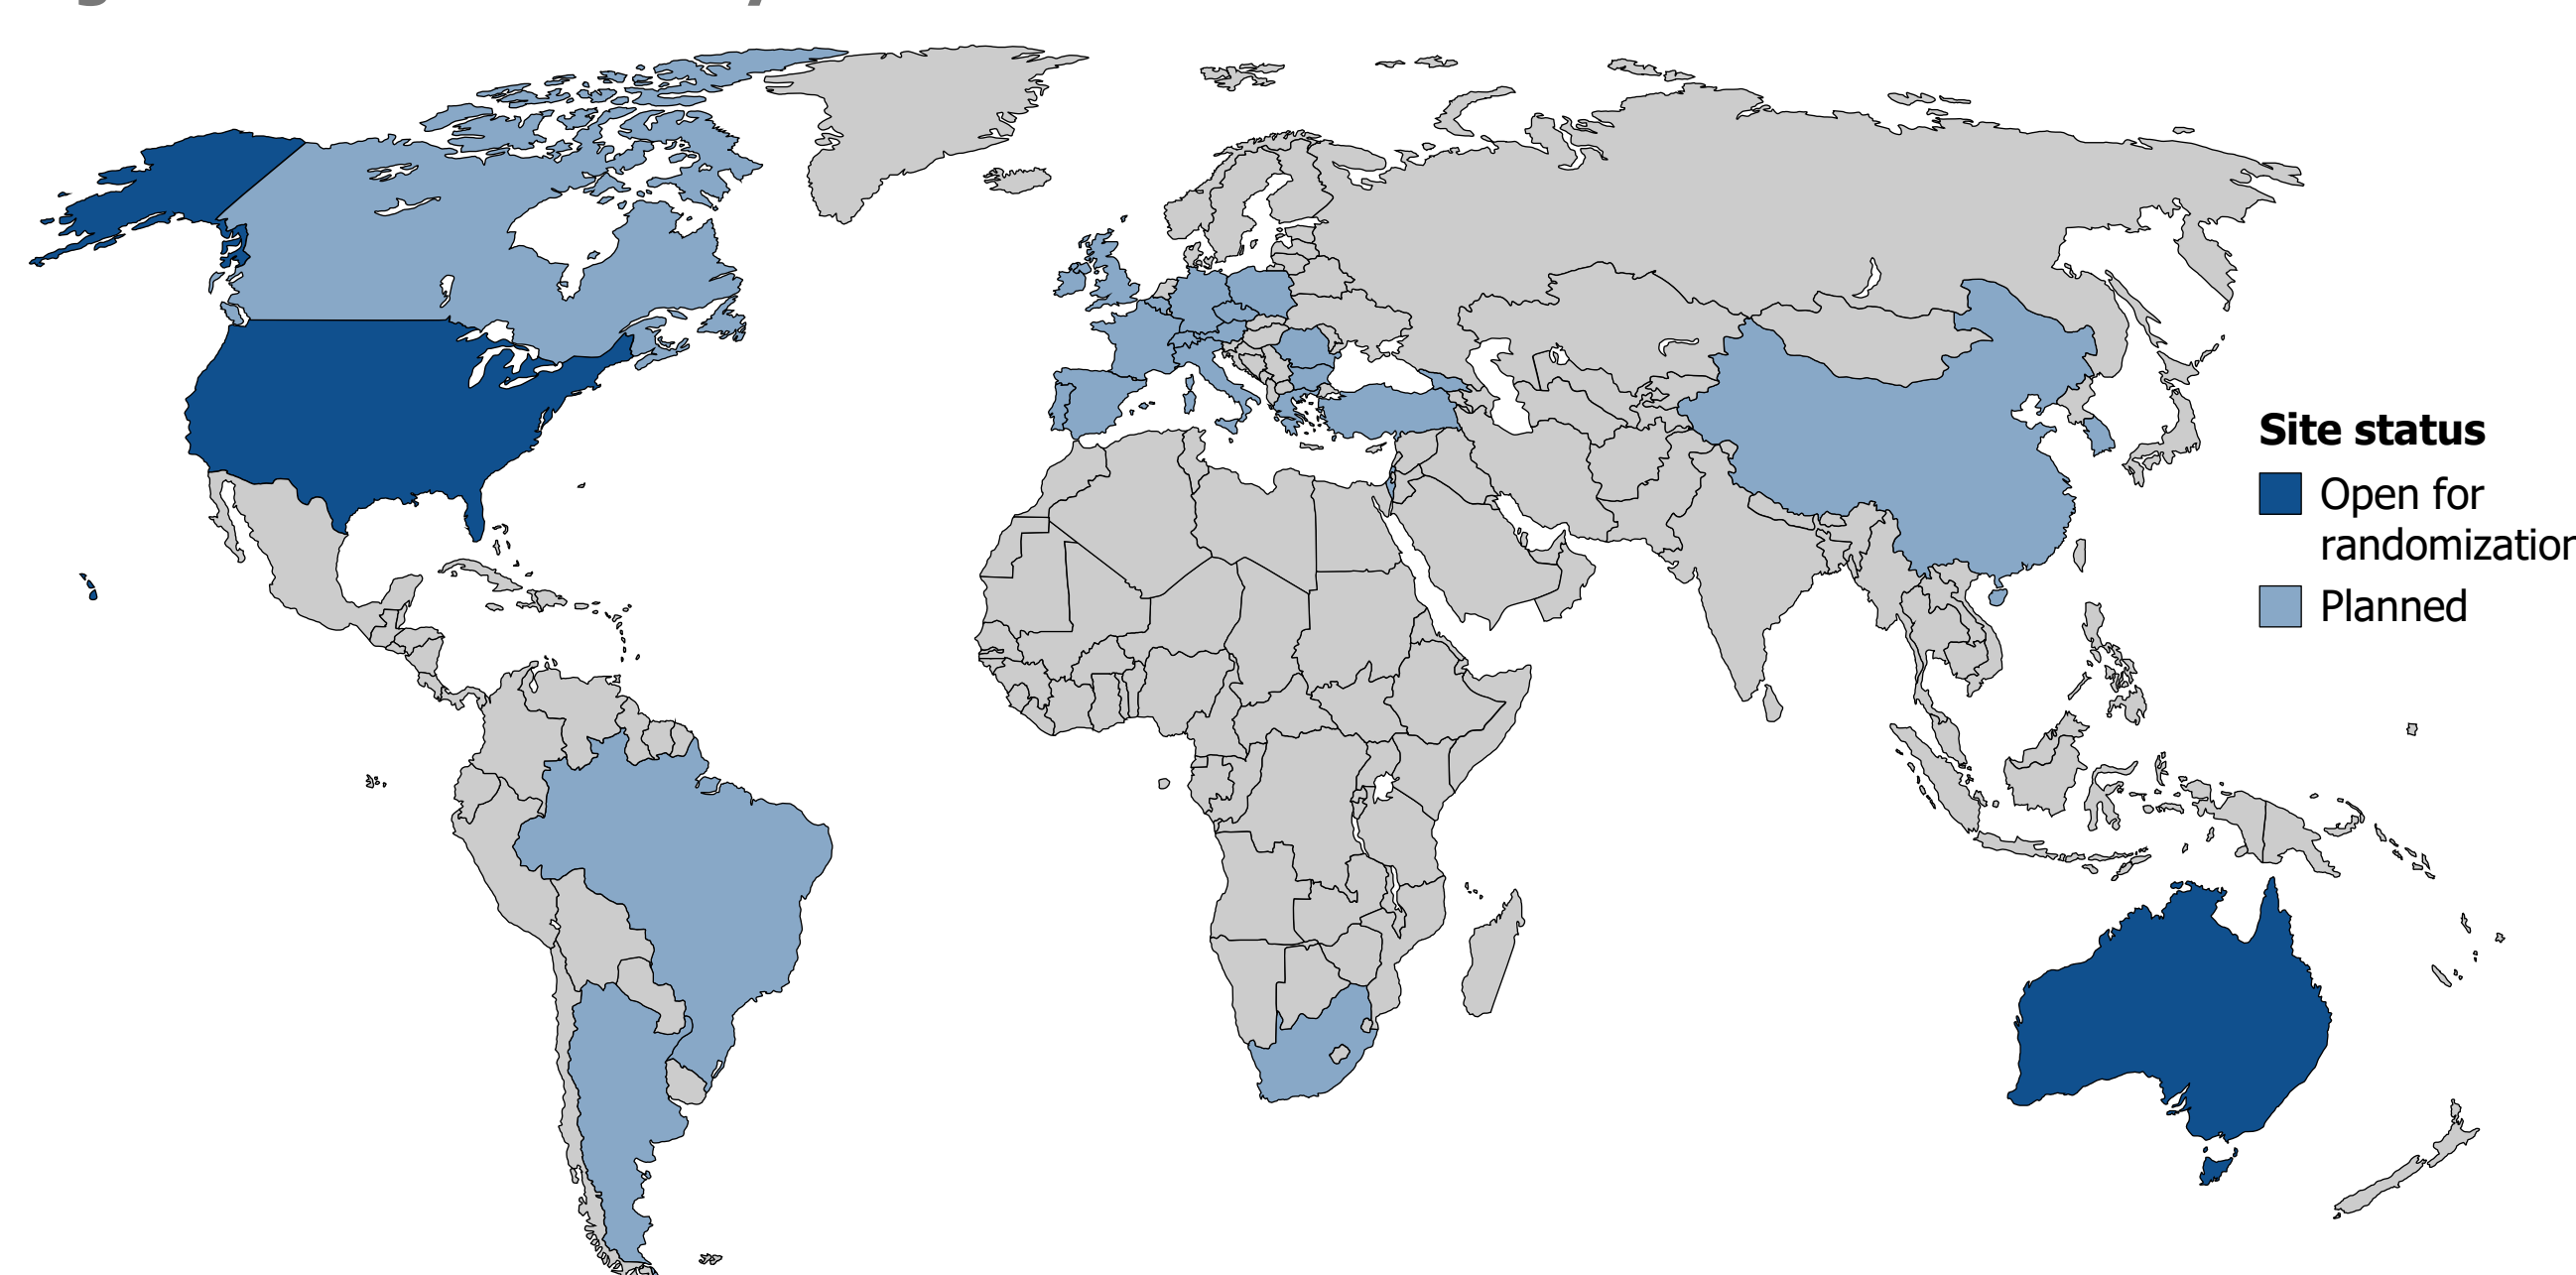 Site status
Open for
randomization
Planned